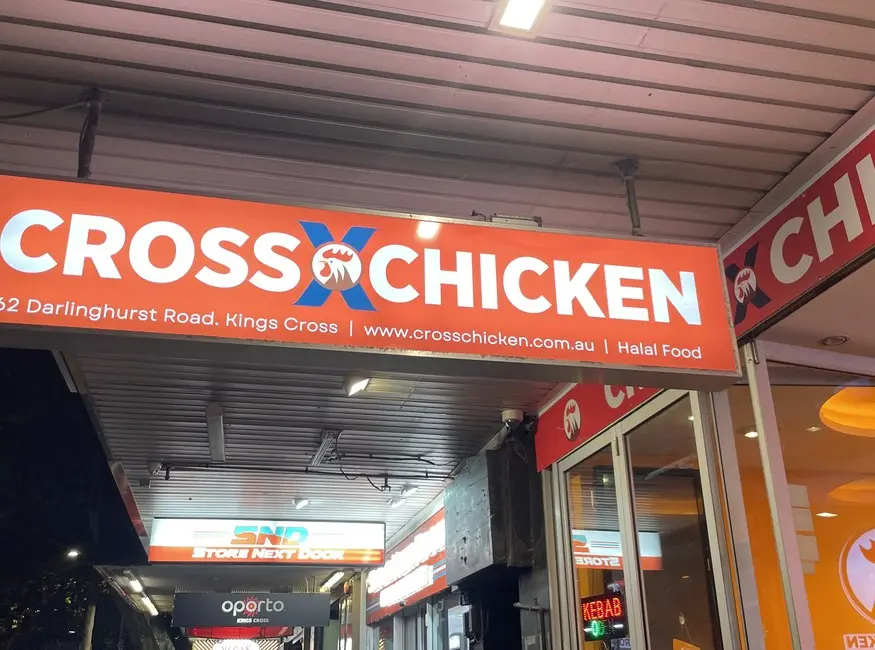 CROSS X CHICKEN
62 Darlinghurst Road. Kings Cross | www.crosschicken.com.au | Halal Food
CHI
SND
STORE NEXT DOOR
oporto
KINGS CROSS
KEBAB